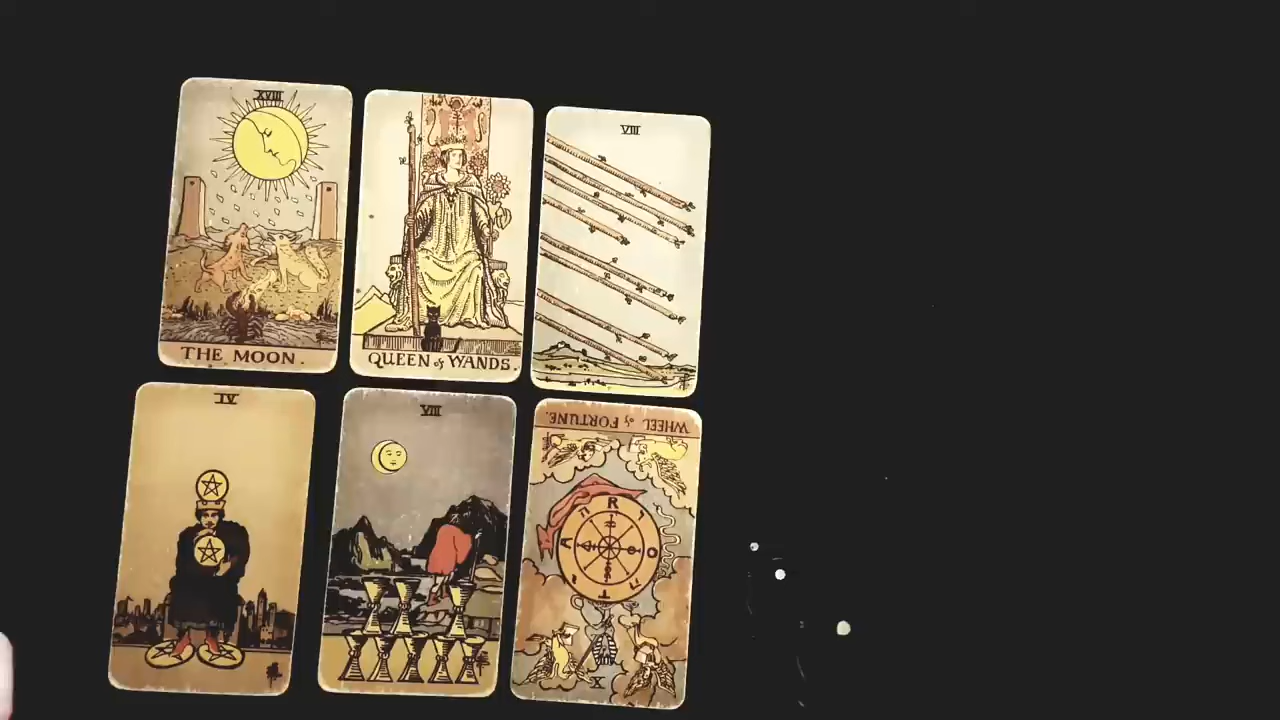 XVIII
THE MOON.
QUEEN of WANDS.
VIII
IV
VIII
WHEEL of FORTUNE.
X